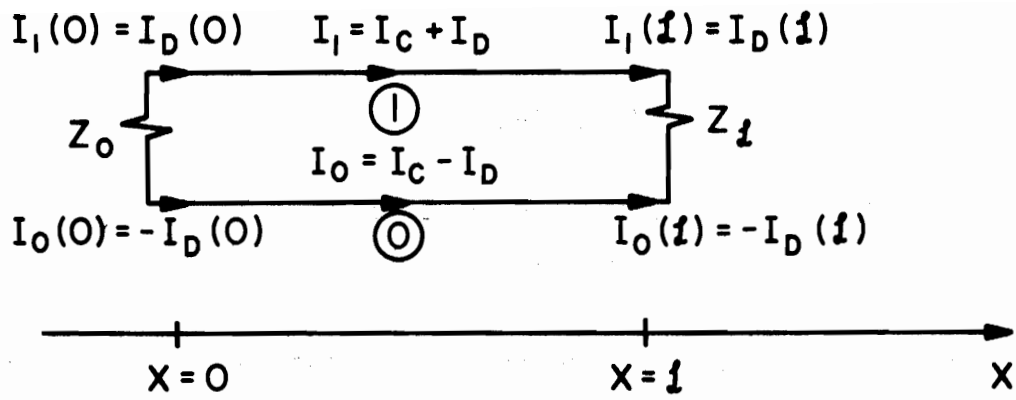 I₁(0) = I_D(0) I₁ = I_C + I_D I₁(ℓ) = I_D(ℓ)
1
Z₀ Z_ℓ
I₀ = I_C - I_D
I₀(0) = -I_D(0) 0 I₀(ℓ) = -I_D(ℓ)
X = 0 X = ℓ X